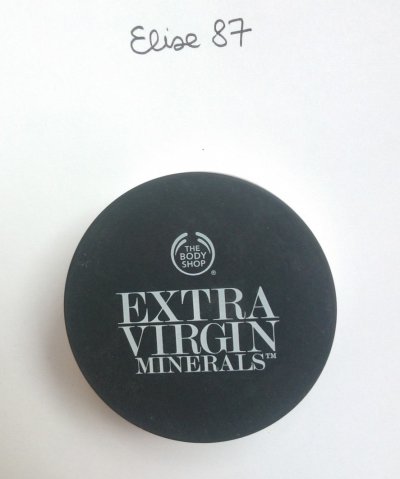 Elise 87
THE
BODY
SHOP
®
EXTRA
VIRGIN
MINERALS™